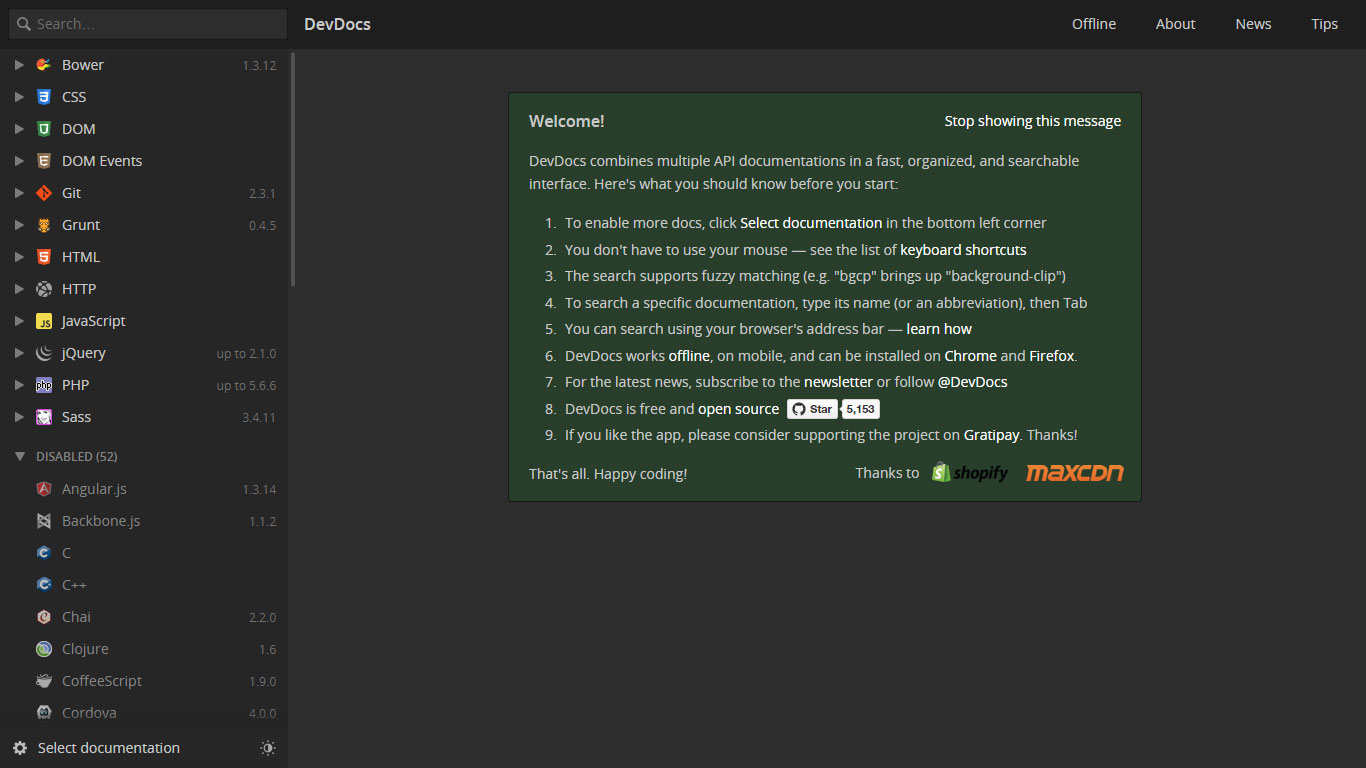 Search...
DevDocs
Offline
About
News
Tips
Bower 1.3.12
CSS
DOM
DOM Events
Git 2.3.1
Grunt 0.4.5
HTML
HTTP
JS JavaScript
jQuery up to 2.1.0
php PHP up to 5.6.6
Sass 3.4.11
DISABLED (52)
Angular.js 1.3.14
Backbone.js 1.1.2
C
C++
Chai 2.2.0
Clojure 1.6
CoffeeScript 1.9.0
Cordova 4.0.0
Select documentation
Welcome!
Stop showing this message
DevDocs combines multiple API documentations in a fast, organized, and searchable
interface. Here's what you should know before you start:
1. To enable more docs, click Select documentation in the bottom left corner
2. You don't have to use your mouse — see the list of keyboard shortcuts
3. The search supports fuzzy matching (e.g. "bgcp" brings up "background-clip")
4. To search a specific documentation, type its name (or an abbreviation), then Tab
5. You can search using your browser's address bar — learn how
6. DevDocs works offline, on mobile, and can be installed on Chrome and Firefox.
7. For the latest news, subscribe to the newsletter or follow @DevDocs
8. DevDocs is free and open source Star 5,153
9. If you like the app, please consider supporting the project on Gratipay. Thanks!
That's all. Happy coding!
Thanks to shopify maxcdn